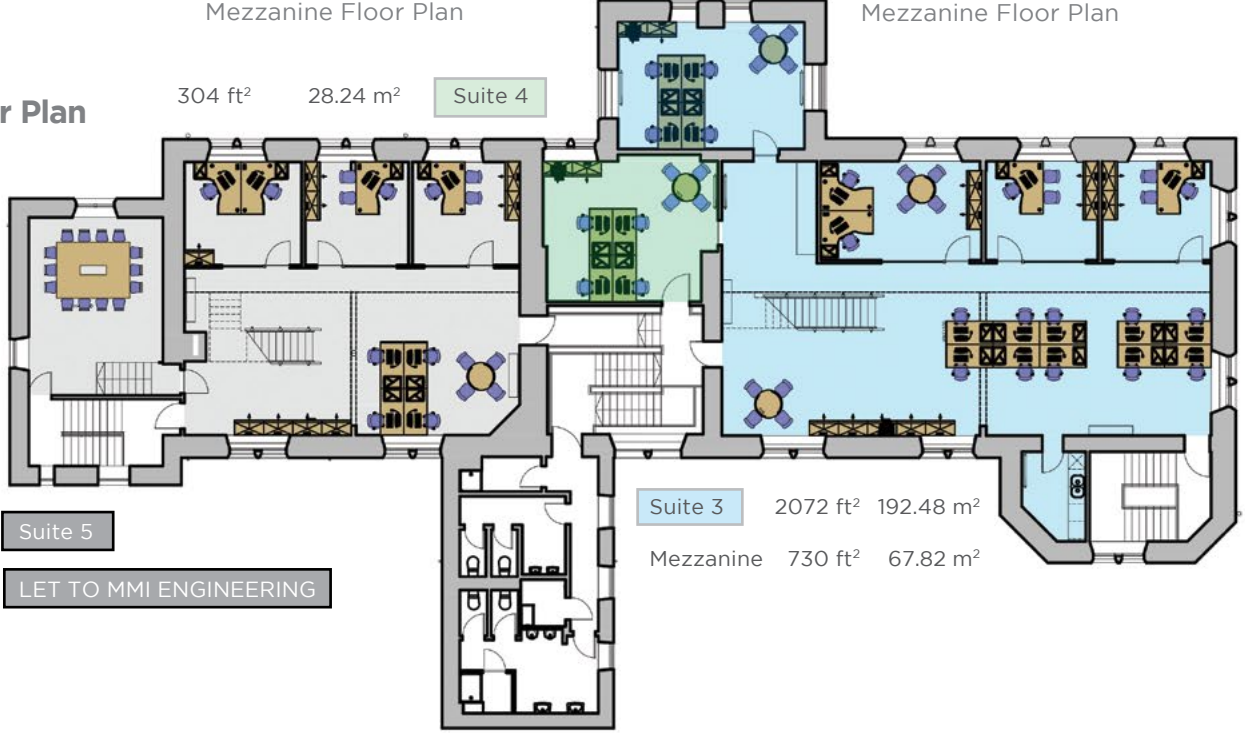 Mezzanine Floor Plan
Mezzanine Floor Plan
r Plan
304 ft² 28.24 m² Suite 4
Suite 3 2072 ft² 192.48 m²
Mezzanine 730 ft² 67.82 m²
Suite 5
LET TO MMI ENGINEERING